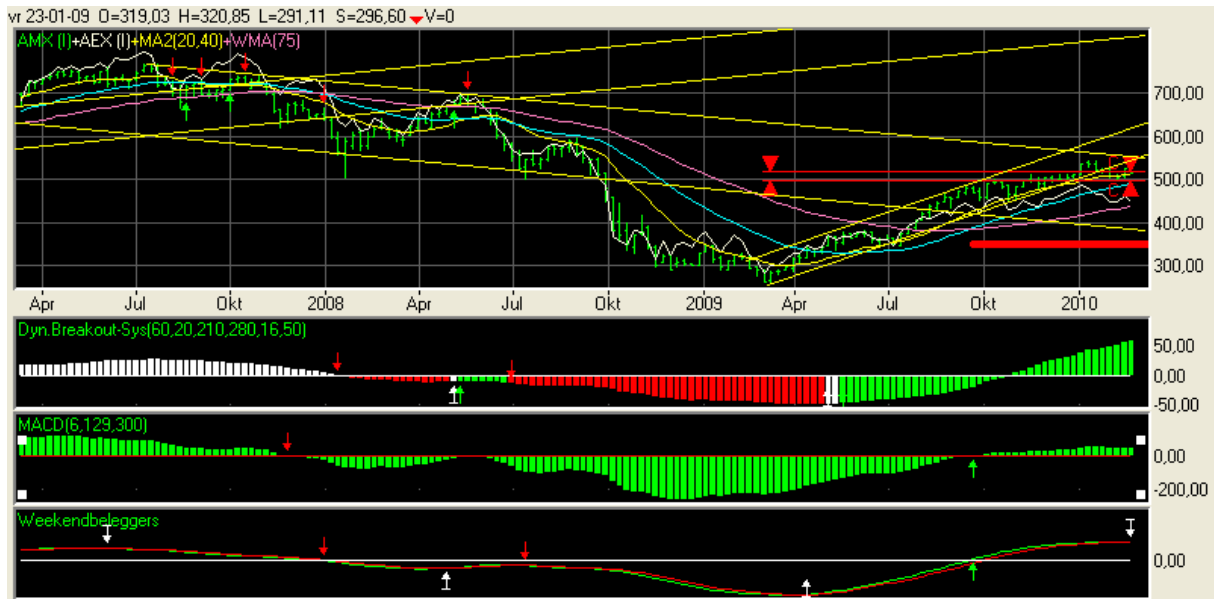 vr 23-01-09 O=319,03 H=320,85 L=291,11 S=296,60 V=0
AMX (I)+AEX (I)+MA2(20,40)+WMA(75)
700,00
600,00
500,00
400,00
300,00
Apr Jul Okt 2008 Apr Jul Okt 2009 Apr Jul Okt 2010
Dyn.Breakout-Sys(60,20,210,280,16,50)
50,00
0,00
-50,00
MACD(6,129,300)
0,00
-200,00
Weekendbeleggers
0,00